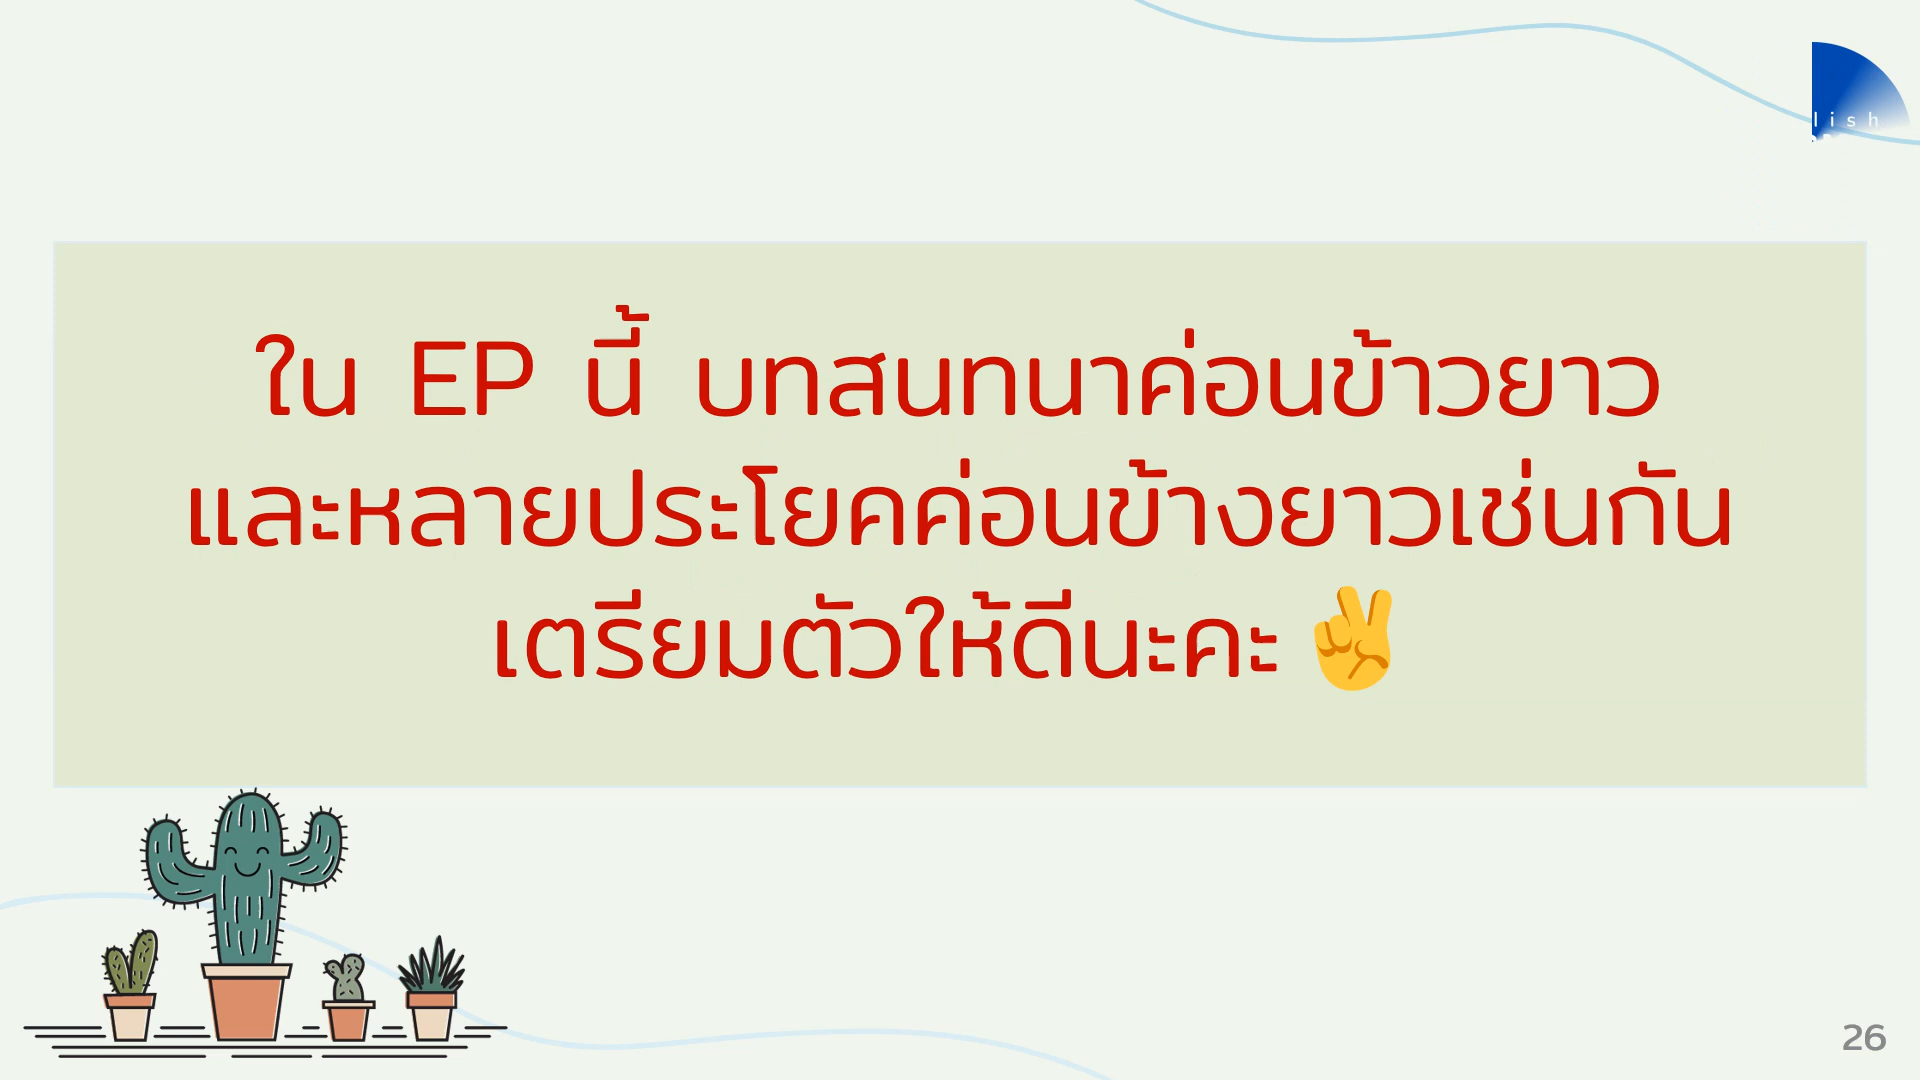 lish
ใน EP นี้ บทสนทนาค่อนข้าวยาว
และหลายประโยคค่อนข้างยาวเช่นกัน
เตรียมตัวให้ดีนะคะ ✌
26